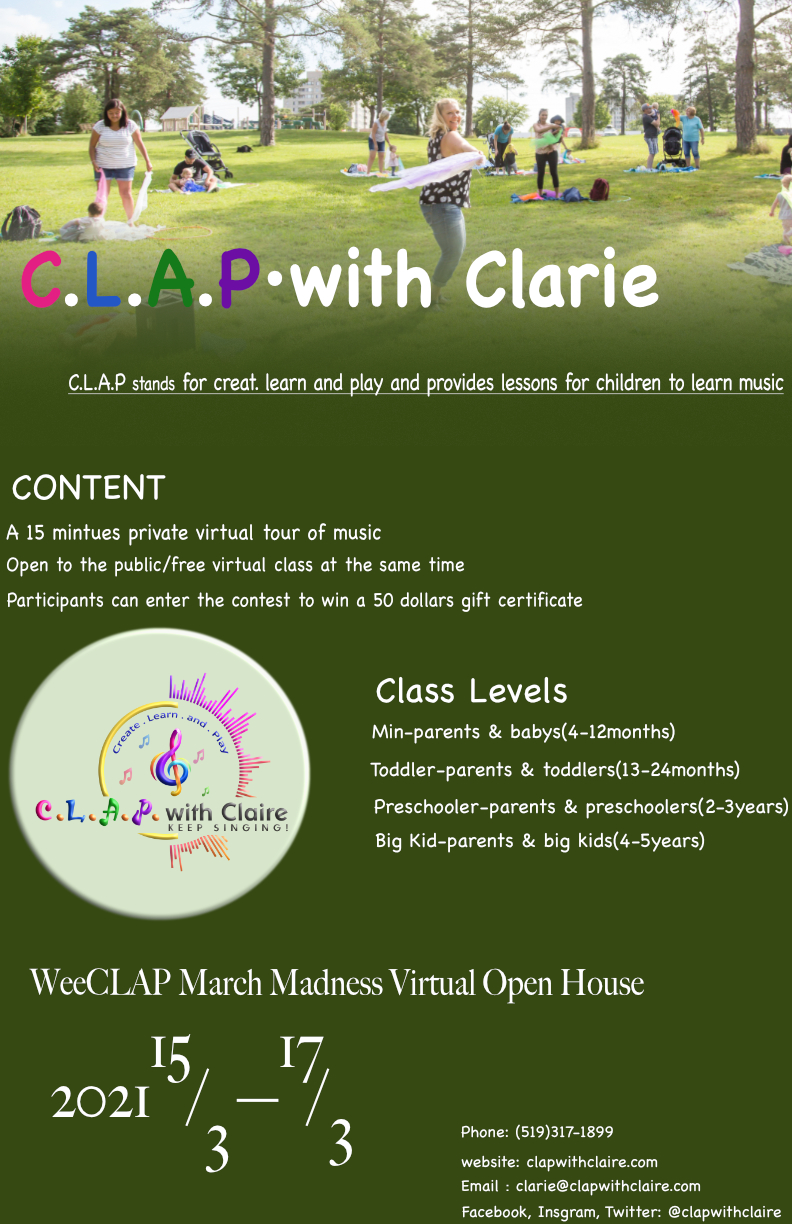 C.L.A.P.with Clarie
C.L.A.P stands for creat. learn and play and provides lessons for children to learn music
CONTENT
A 15 mintues private virtual tour of music
Open to the public/free virtual class at the same time
Participants can enter the contest to win a 50 dollars gift certificate
Create . Learn . and . Play
C.L.A.P. with Claire
KEEP SINGING!
Class Levels
Min-parents & babys(4-12months)
Toddler-parents & toddlers(13-24months)
Preschooler-parents & preschoolers(2-3years)
Big Kid-parents & big kids(4-5years)
WeeCLAP March Madness Virtual Open House
2021 15/3—17/3
Phone: (519)317-1899
website: clapwithclaire.com
Email : clarie@clapwithclaire.com
Facebook, Insgram, Twitter: @clapwithclaire